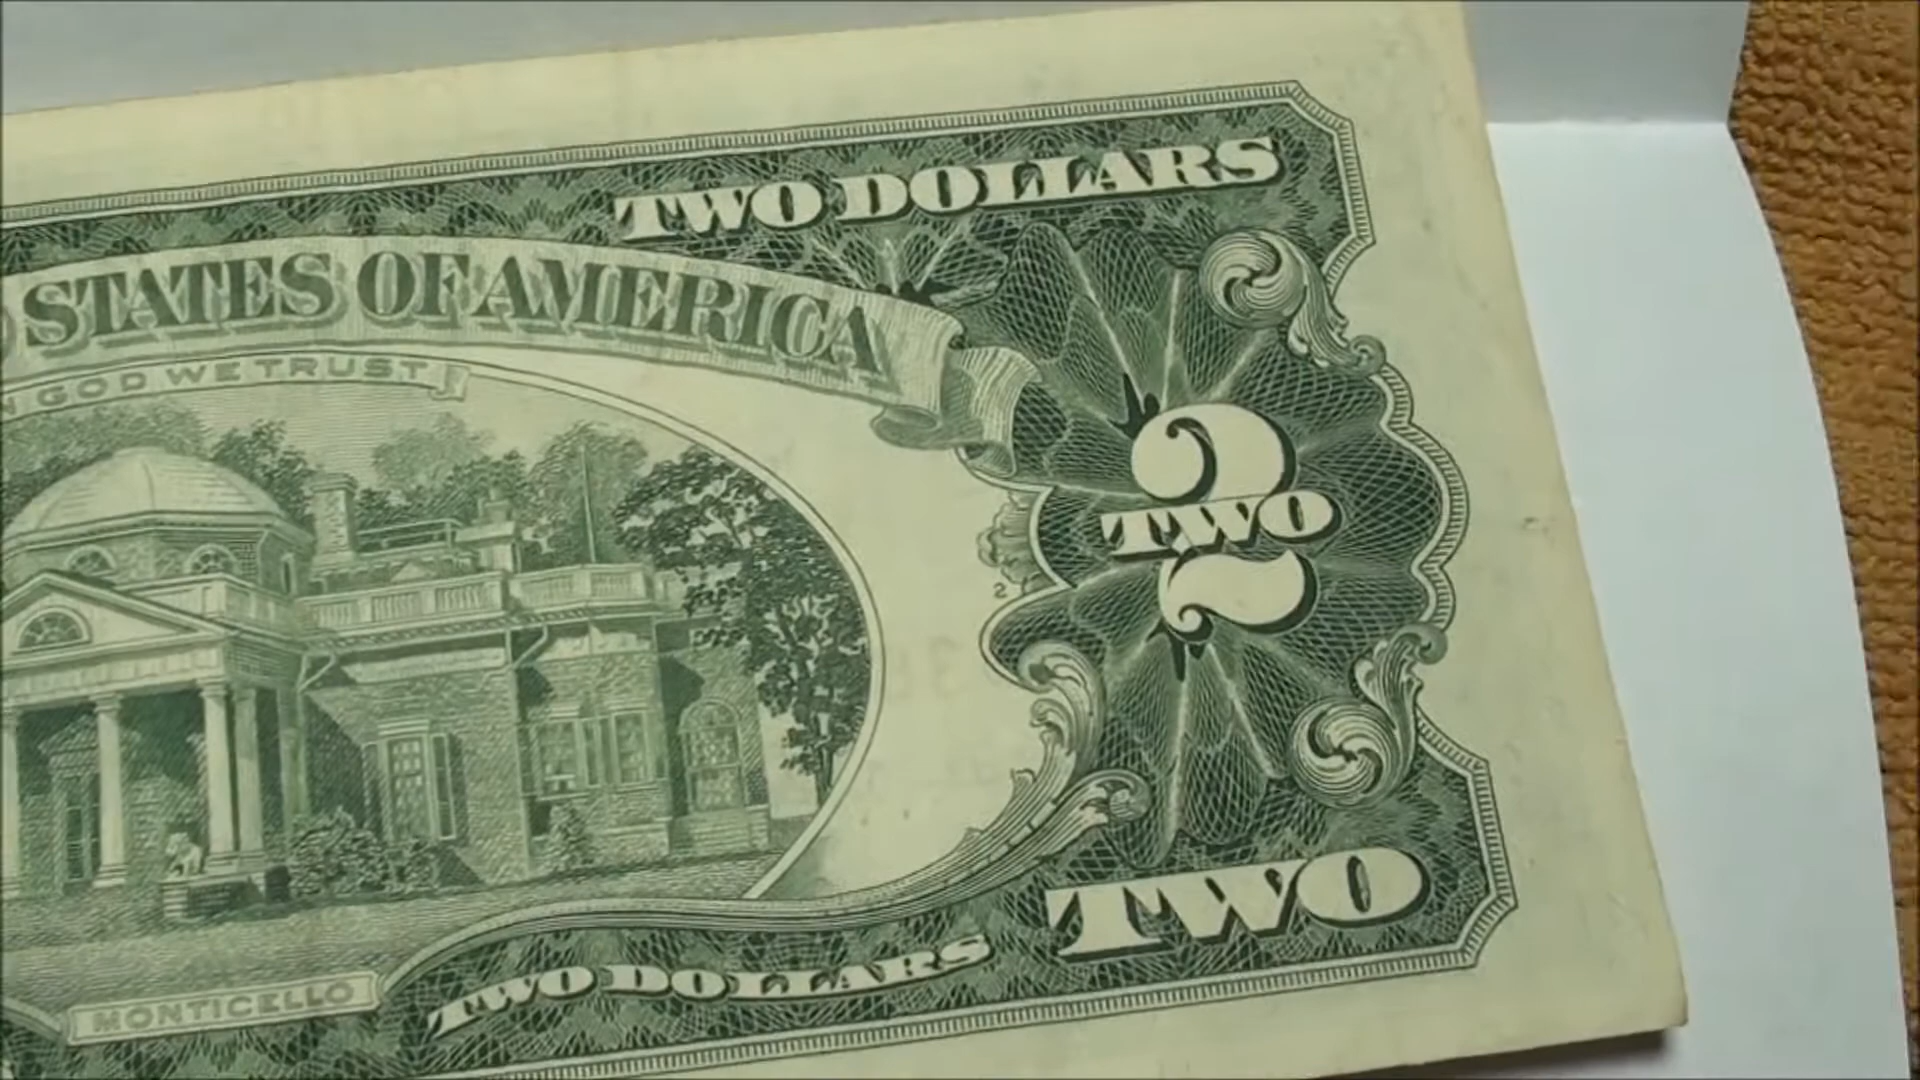 TWO DOLLARS
STATES OF AMERICA
GOD WE TRUST
2
TWO
2
MONTICELLO
TWO DOLLARS
TWO